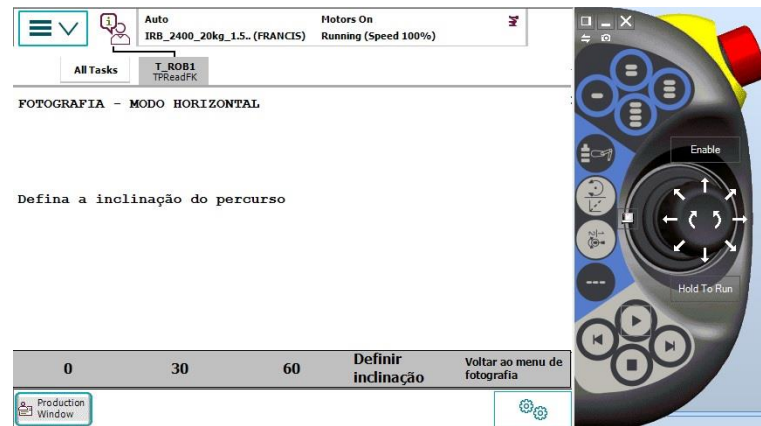 Auto
IRB_2400_20kg_1.5.. (FRANCIS)
Motors On
Running (Speed 100%)
All Tasks
T_ROB1
TPReadFK
FOTOGRAFIA - MODO HORIZONTAL
Defina a inclinação do percurso
0
30
60
Definir
inclinação
Voltar ao menu de
fotografia
Production
Window
Enable
Hold To Run